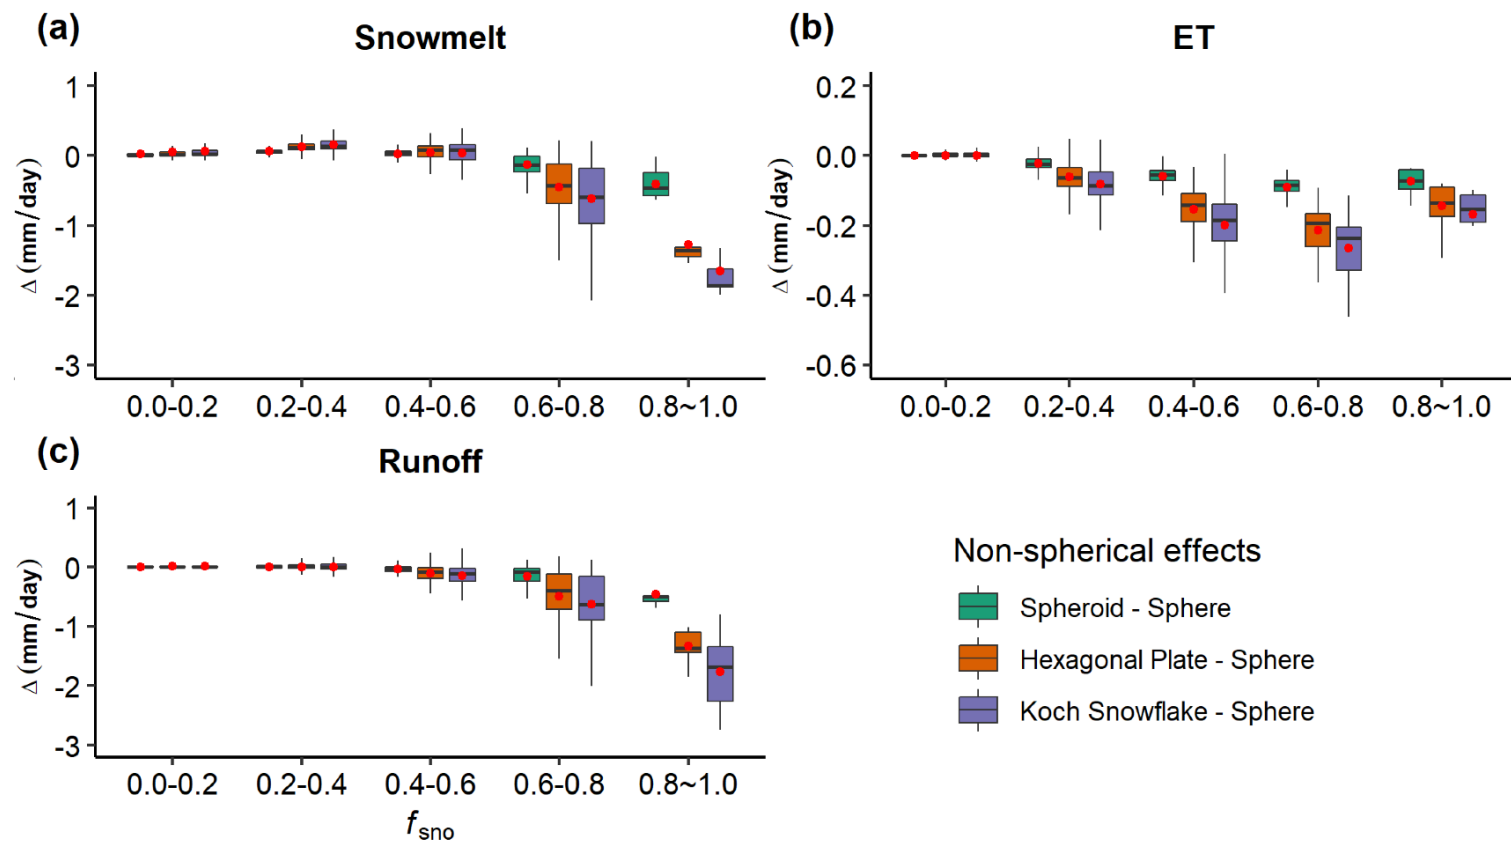 (a)
Snowmelt
Δ (mm/day)
1
0
-1
-2
-3
0.0-0.2 0.2-0.4 0.4-0.6 0.6-0.8 0.8~1.0
(b)
ET
Δ (mm/day)
0.2
0.0
-0.2
-0.4
-0.6
0.0-0.2 0.2-0.4 0.4-0.6 0.6-0.8 0.8~1.0
(c)
Runoff
Δ (mm/day)
1
0
-1
-2
-3
0.0-0.2 0.2-0.4 0.4-0.6 0.6-0.8 0.8~1.0
fsno
Non-spherical effects
Spheroid - Sphere
Hexagonal Plate - Sphere
Koch Snowflake - Sphere